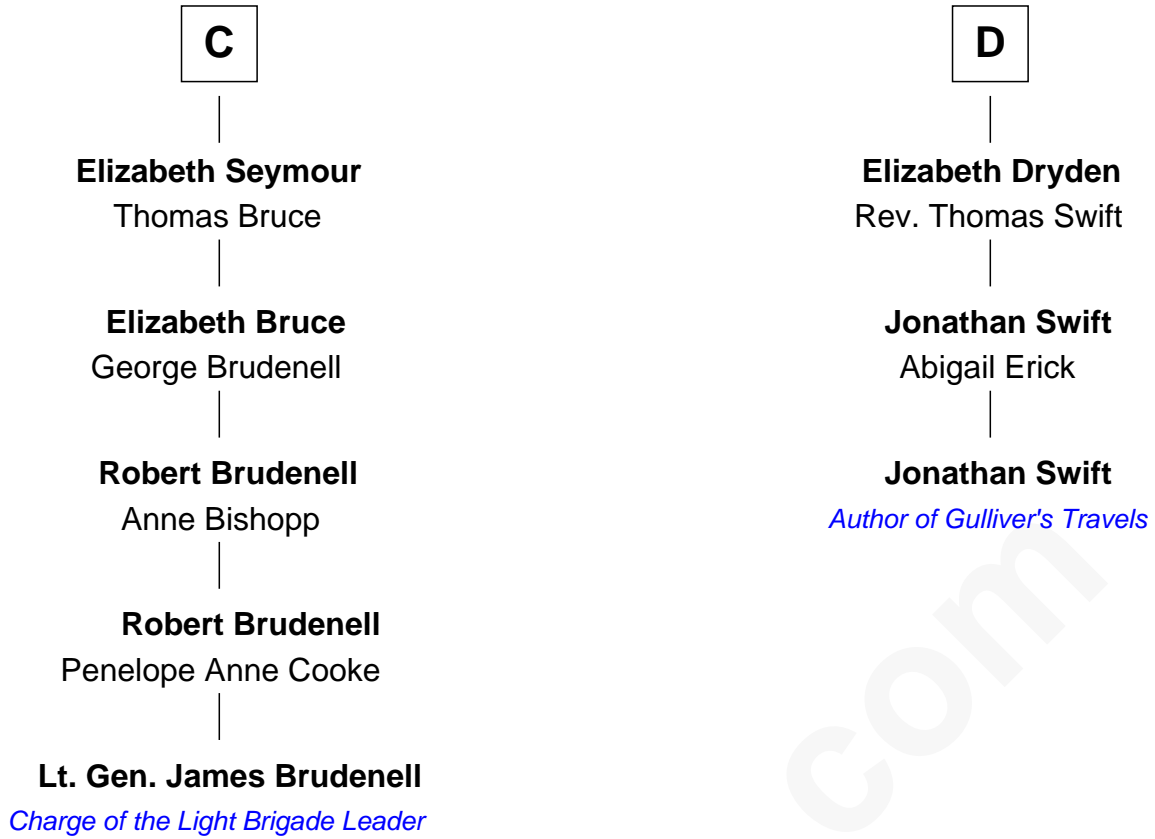 C
Elizabeth Seymour
Thomas Bruce
Elizabeth Bruce
George Brudenell
Robert Brudenell
Anne Bishopp
Robert Brudenell
Penelope Anne Cooke
Lt. Gen. James Brudenell
Charge of the Light Brigade Leader
D
Elizabeth Dryden
Rev. Thomas Swift
Jonathan Swift
Abigail Erick
Jonathan Swift
Author of Gulliver's Travels
com